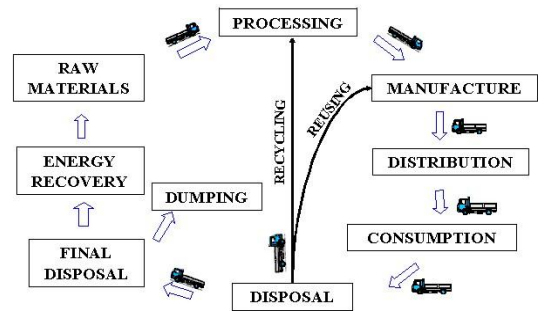 PROCESSING
RAW
MATERIALS
MANUFACTURE
RECYCLING
REUSING
ENERGY
RECOVERY
DISTRIBUTION
DUMPING
CONSUMPTION
FINAL
DISPOSAL
DISPOSAL